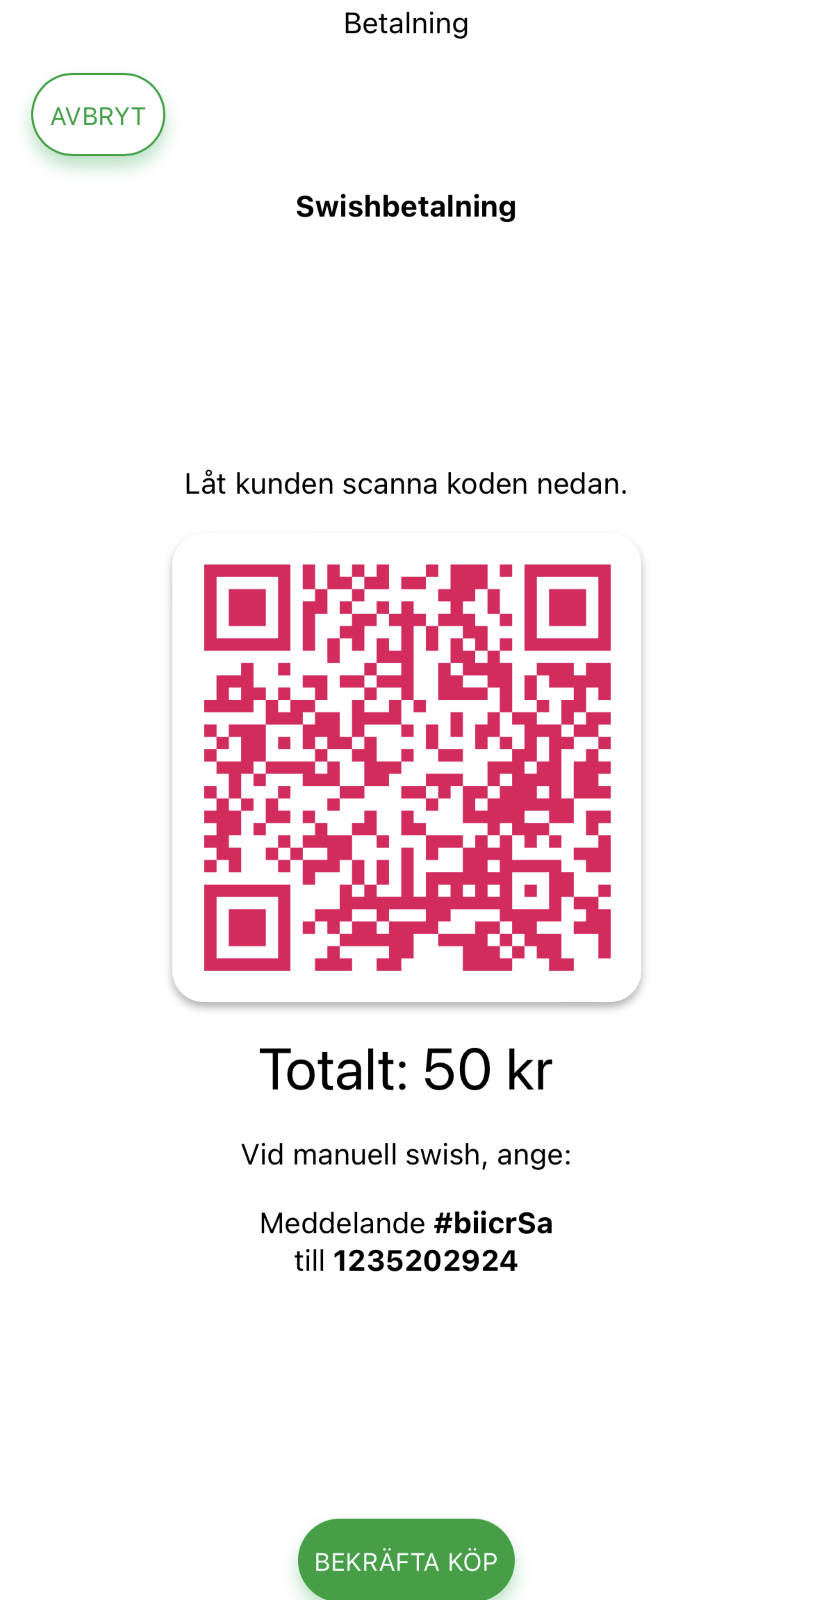 Betalning
AVBRYT
Swishbetalning
Låt kunden scanna koden nedan.
Totalt: 50 kr
Vid manuell swish, ange:
Meddelande #biicrSa
till 1235202924
BEKRÄFTA KÖP